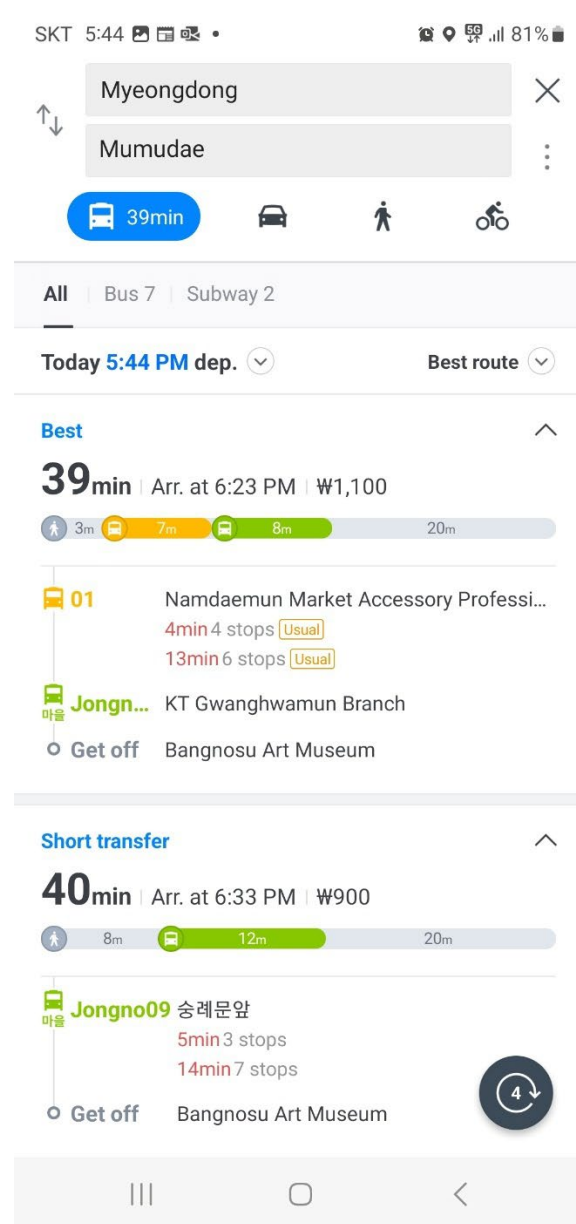 SKT 5:44 81%
Myeongdong
Mumudae
39min
All Bus 7 Subway 2
Today 5:44 PM dep. Best route
Best
39min Arr. at 6:23 PM ₩1,100
3m 7m 8m 20m
01 Namdaemun Market Accessory Professi...
4min 4 stops Usual
13min 6 stops Usual
마을 Jongn... KT Gwanghwamun Branch
Get off Bangnosu Art Museum
Short transfer
40min Arr. at 6:33 PM ₩900
8m 12m 20m
마을 Jongno09 숭례문앞
5min 3 stops
14min 7 stops
4
Get off Bangnosu Art Museum